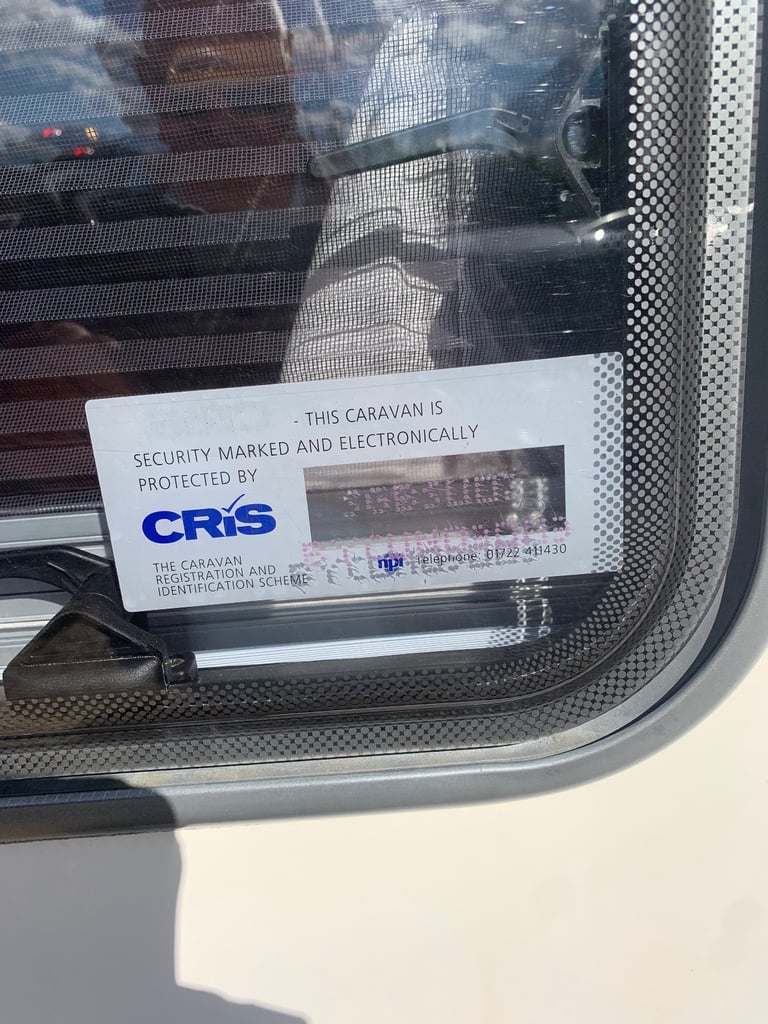 - THIS CARAVAN IS
SECURITY MARKED AND ELECTRONICALLY
PROTECTED BY
CRiS
THE CARAVAN
REGISTRATION AND
IDENTIFICATION SCHEME
npi Telephone: 01722 411430